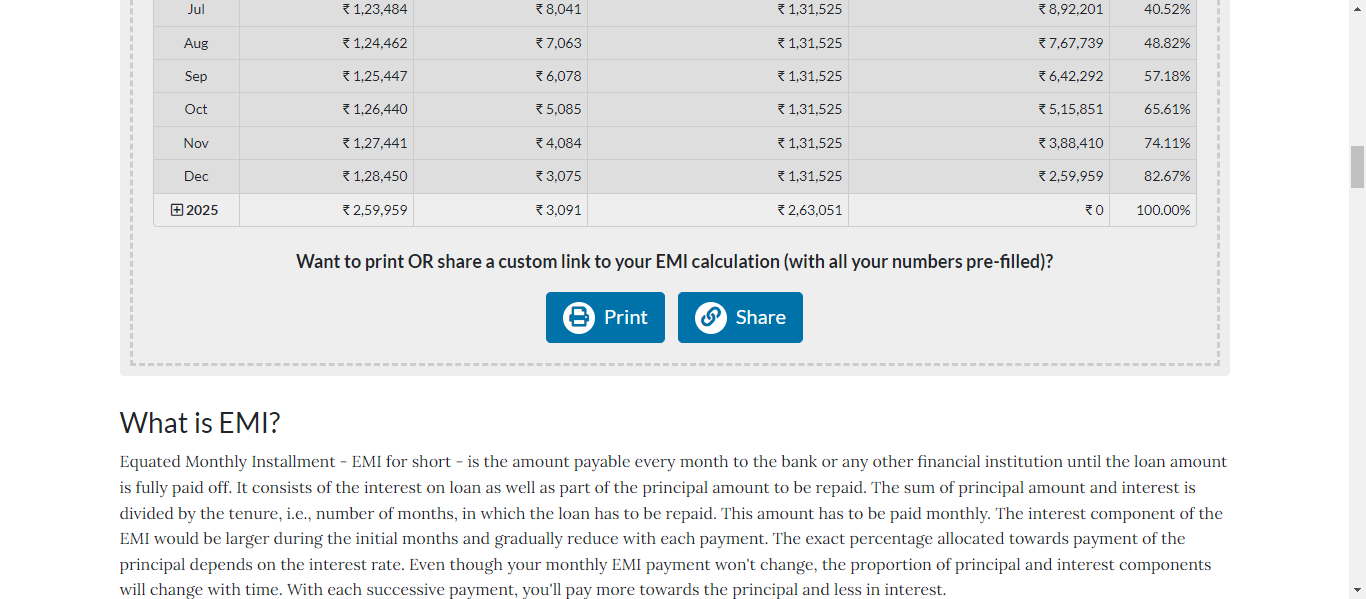 Jul ₹ 1,23,484 ₹ 8,041 ₹ 1,31,525 ₹ 8,92,201 40.52%
Aug ₹ 1,24,462 ₹ 7,063 ₹ 1,31,525 ₹ 7,67,739 48.82%
Sep ₹ 1,25,447 ₹ 6,078 ₹ 1,31,525 ₹ 6,42,292 57.18%
Oct ₹ 1,26,440 ₹ 5,085 ₹ 1,31,525 ₹ 5,15,851 65.61%
Nov ₹ 1,27,441 ₹ 4,084 ₹ 1,31,525 ₹ 3,88,410 74.11%
Dec ₹ 1,28,450 ₹ 3,075 ₹ 1,31,525 ₹ 2,59,959 82.67%
2025 ₹ 2,59,959 ₹ 3,091 ₹ 2,63,051 ₹ 0 100.00%
Want to print OR share a custom link to your EMI calculation (with all your numbers pre-filled)?
Print Share
What is EMI?
Equated Monthly Installment - EMI for short - is the amount payable every month to the bank or any other financial institution until the loan amount
is fully paid off. It consists of the interest on loan as well as part of the principal amount to be repaid. The sum of principal amount and interest is
divided by the tenure, i.e., number of months, in which the loan has to be repaid. This amount has to be paid monthly. The interest component of the
EMI would be larger during the initial months and gradually reduce with each payment. The exact percentage allocated towards payment of the
principal depends on the interest rate. Even though your monthly EMI payment won't change, the proportion of principal and interest components
will change with time. With each successive payment, you'll pay more towards the principal and less in interest.